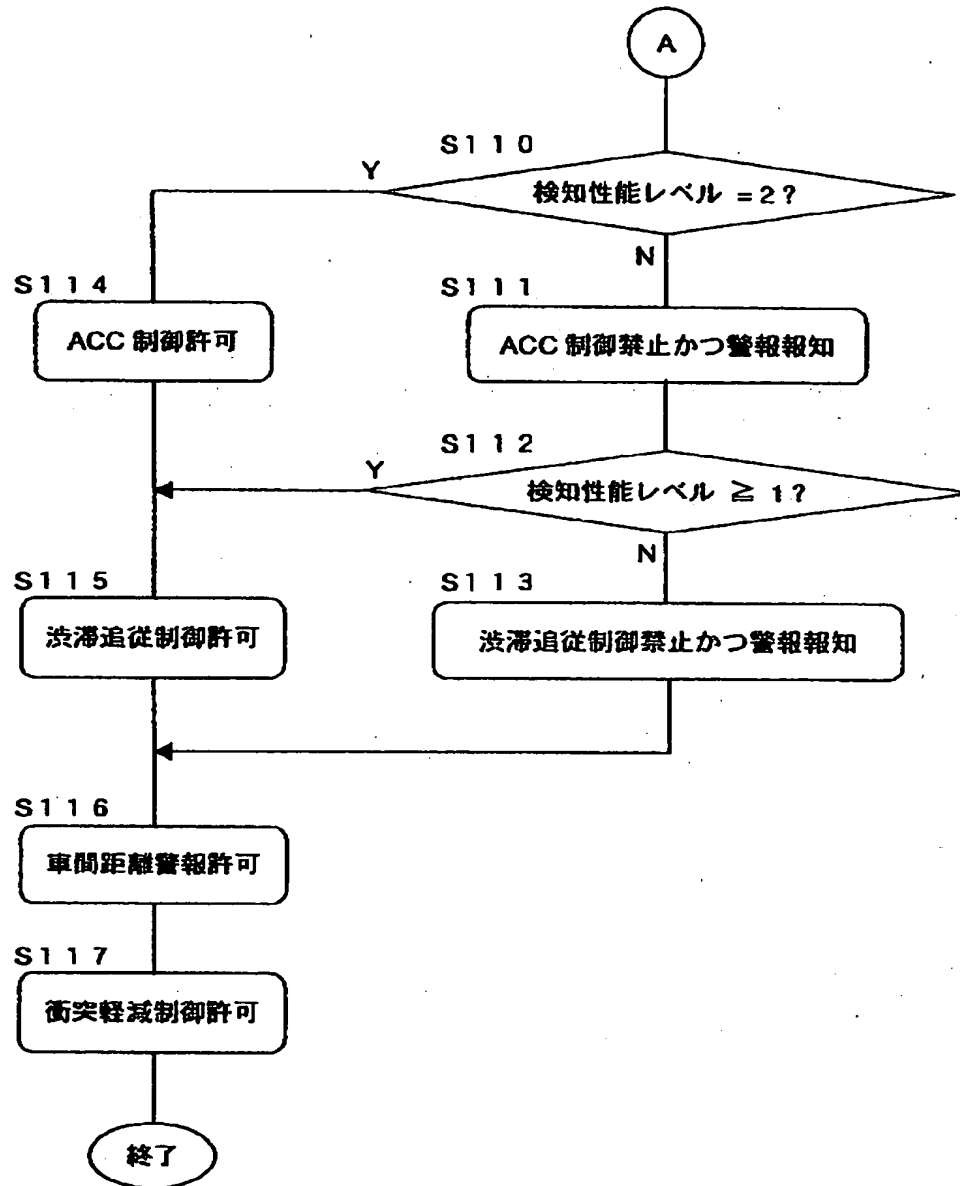 A
S110
Y
検知性能レベル =2?
N
S114
ACC 制御許可
S111
ACC 制御禁止かつ警報報知
S112
Y
検知性能レベル ≧ 1?
N
S115
渋滞追従制御許可
S113
渋滞追従制御禁止かつ警報報知
S116
車間距離警報許可
S117
衝突軽減制御許可
終了